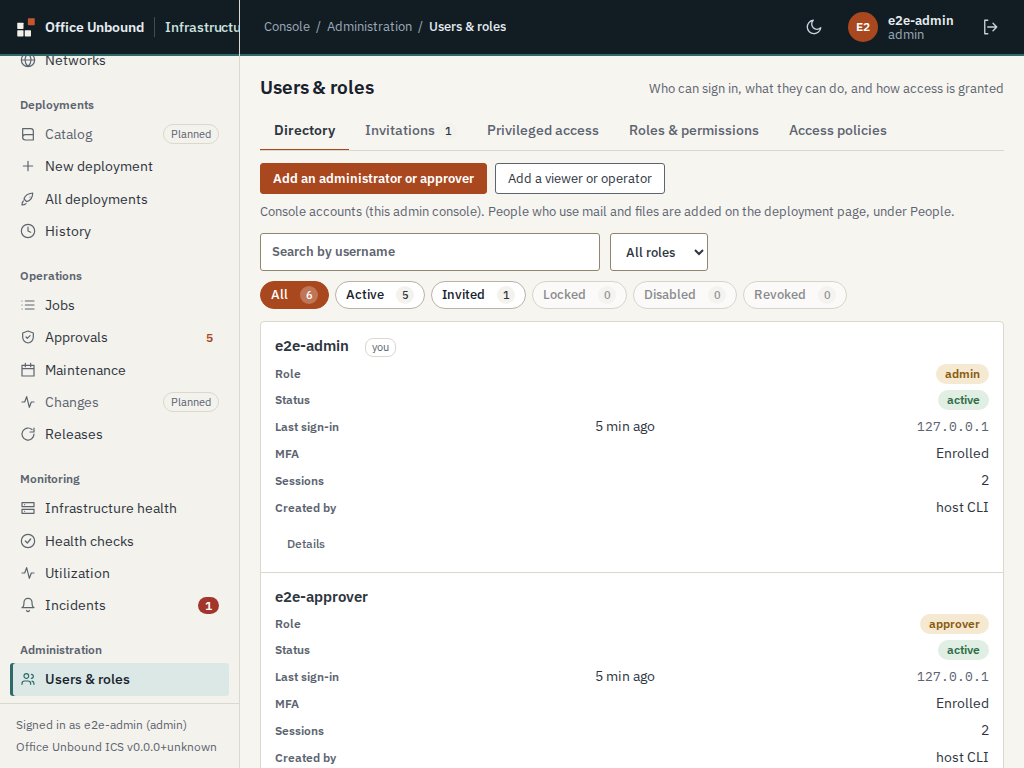 Office Unbound
Infrastructu
Console / Administration / Users & roles
E2
e2e-admin
admin
Networks
Deployments
Catalog
Planned
New deployment
All deployments
History
Operations
Jobs
Approvals
5
Maintenance
Changes
Planned
Releases
Monitoring
Infrastructure health
Health checks
Utilization
Incidents
1
Administration
Users & roles
Signed in as e2e-admin (admin)
Office Unbound ICS v0.0.0+unknown
Users & roles
Who can sign in, what they can do, and how access is granted
Directory
Invitations 1
Privileged access
Roles & permissions
Access policies
Add an administrator or approver
Add a viewer or operator
Console accounts (this admin console). People who use mail and files are added on the deployment page, under People.
Search by username
All roles
All 6
Active 5
Invited 1
Locked 0
Disabled 0
Revoked 0
e2e-admin you
Role admin
Status active
Last sign-in 5 min ago 127.0.0.1
MFA Enrolled
Sessions 2
Created by host CLI
Details
e2e-approver
Role approver
Status active
Last sign-in 5 min ago 127.0.0.1
MFA Enrolled
Sessions 2
Created by host CLI